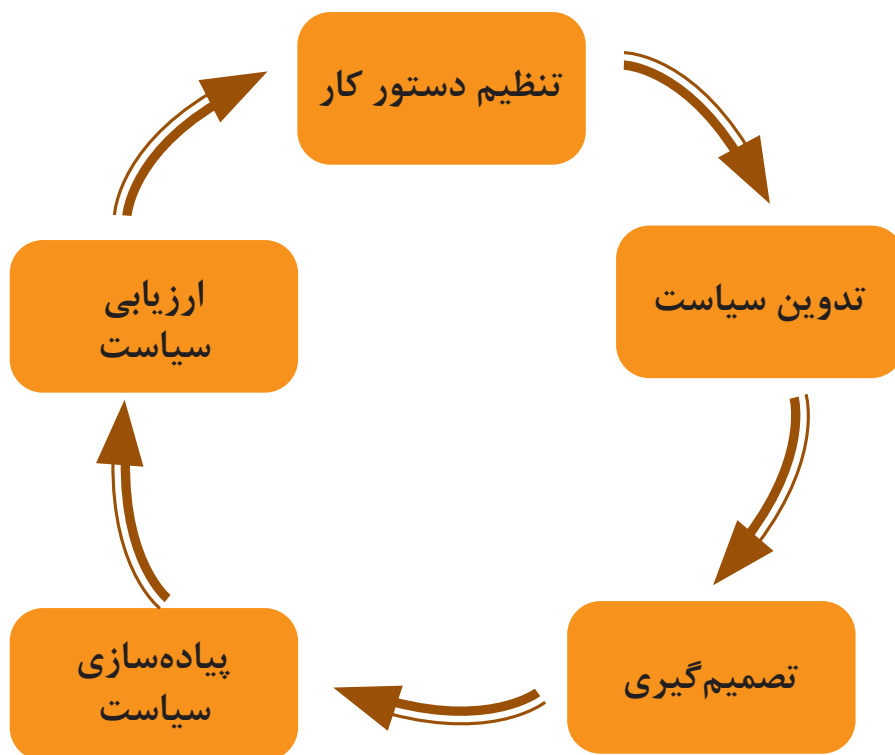 تنظیم دستور کار
تدوین سیاست
تصمیم‌گیری
پیاده‌سازی
سیاست
ارزیابی
سیاست